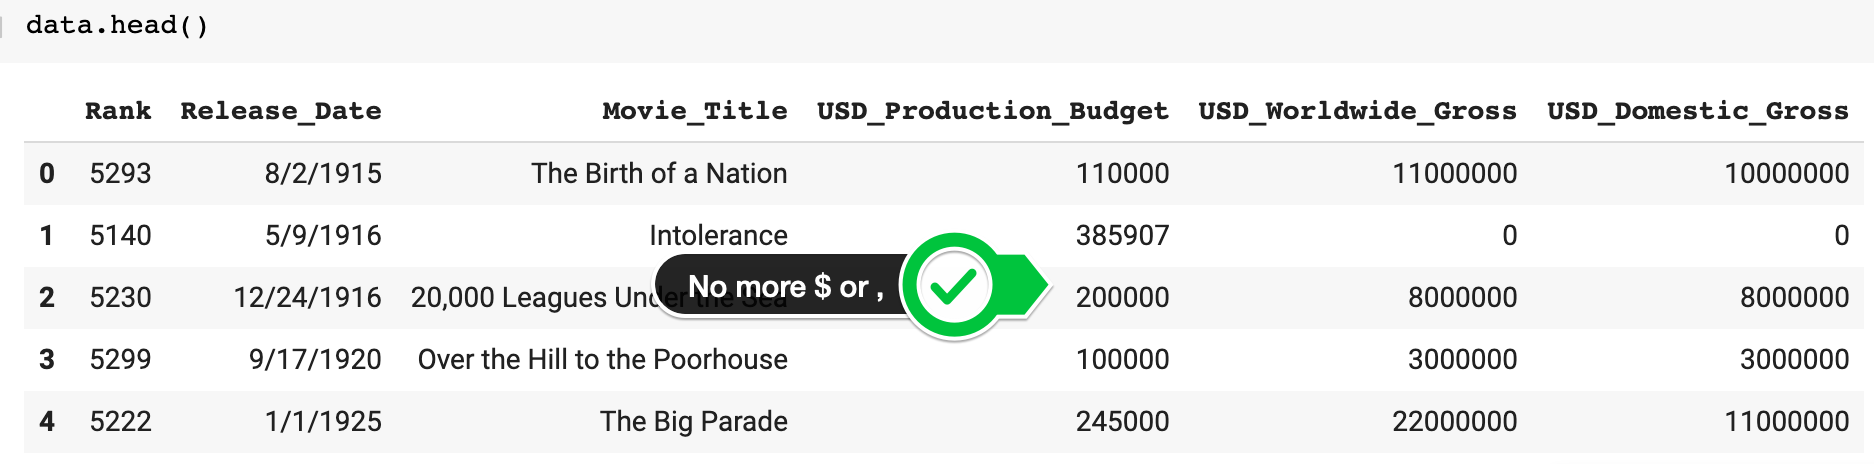 data.head()
Rank Release_Date Movie_Title USD_Production_Budget USD_Worldwide_Gross USD_Domestic_Gross
0 5293 8/2/1915 The Birth of a Nation 110000 11000000 10000000
1 5140 5/9/1916 Intolerance 385907 0 0
No more $ or ,
2 5230 12/24/1916 20,000 Leagues Under the Sea 200000 8000000 8000000
3 5299 9/17/1920 Over the Hill to the Poorhouse 100000 3000000 3000000
4 5222 1/1/1925 The Big Parade 245000 22000000 11000000